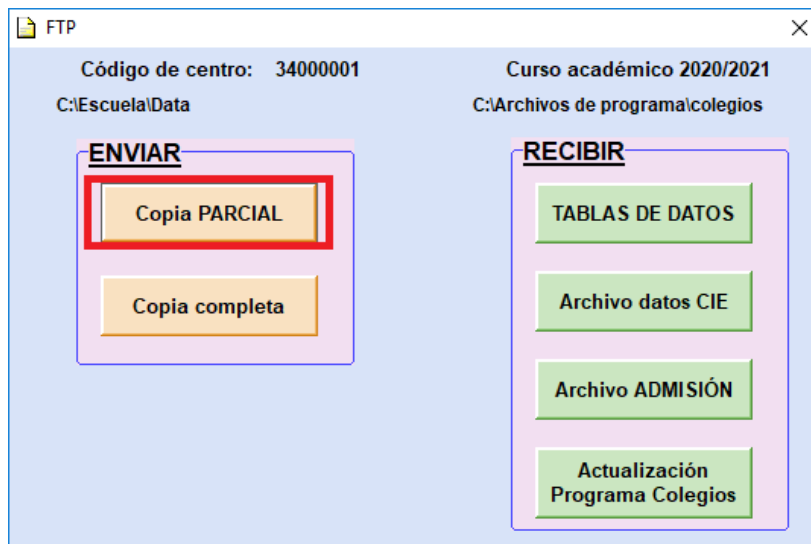 FTP
Código de centro: 34000001
Curso académico 2020/2021
C:\Escuela\Data
C:\Archivos de programa\colegios
ENVIAR
Copia PARCIAL
Copia completa
RECIBIR
TABLAS DE DATOS
Archivo datos CIE
Archivo ADMISIÓN
Actualización
Programa Colegios